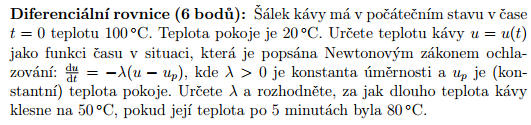 Diferenciální rovnice (6 bodů): Šálek kávy má v počátečním stavu v čase
t = 0 teplotu 100 °C. Teplota pokoje je 20 °C. Určete teplotu kávy u = u(t)
jako funkci času v situaci, která je popsána Newtonovým zákonem ochla-
zování: du/dt = −λ(u − uₚ), kde λ > 0 je konstanta úměrnosti a uₚ je (kon-
stantní) teplota pokoje. Určete λ a rozhodněte, za jak dlouho teplota kávy
klesne na 50 °C, pokud její teplota po 5 minutách byla 80 °C.